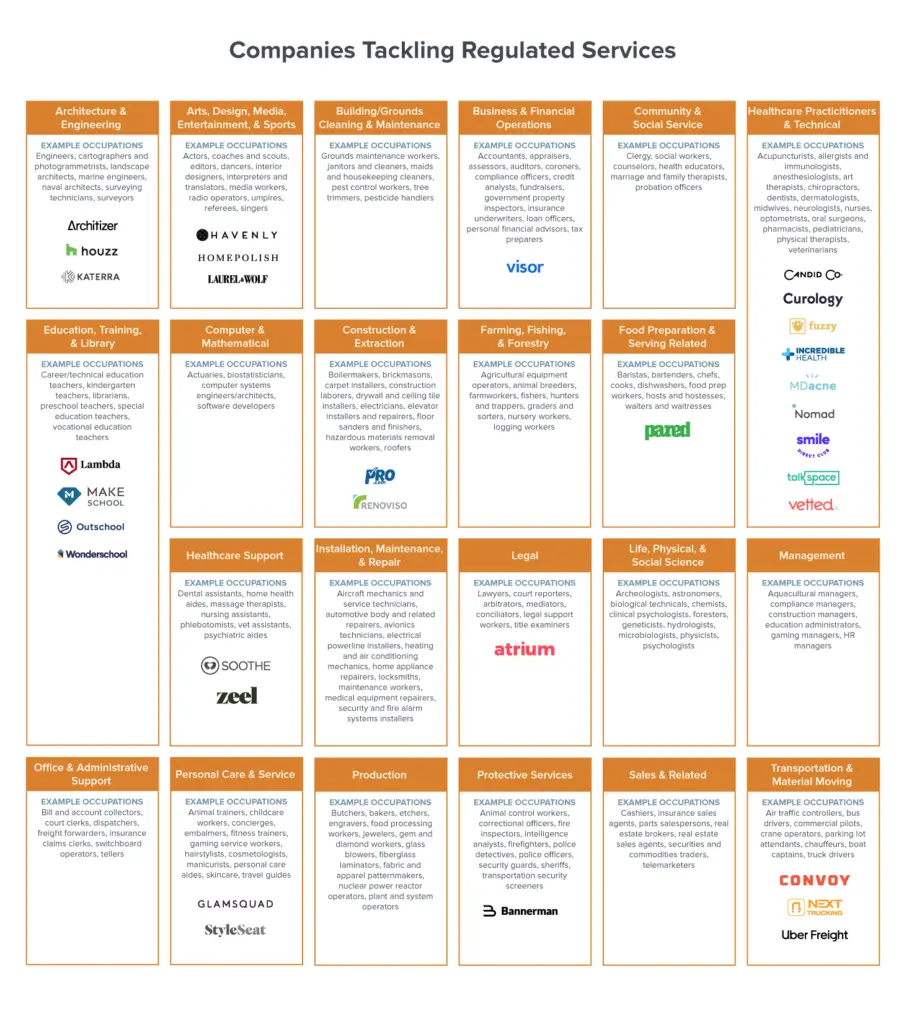 Companies Tackling Regulated Services
Architecture &
Engineering
EXAMPLE OCCUPATIONS
Engineers, cartographers and
photogrammetrists, landscape
architects, marine engineers,
naval architects, surveying
technicians, surveyors
Architizer
houzz
KATERRA
Arts, Design, Media,
Entertainment, & Sports
EXAMPLE OCCUPATIONS
Actors, coaches and scouts,
editors, dancers, interior
designers, interpreters and
translators, media workers,
radio operators, umpires,
referees, singers
HAVENLY
HOMEPOLISH
LAUREL & WOLF
Building/Grounds
Cleaning & Maintenance
EXAMPLE OCCUPATIONS
Grounds maintenance workers,
janitors and cleaners, maids
and housekeeping cleaners,
pest control workers, tree
trimmers, pesticide handlers
Business & Financial
Operations
EXAMPLE OCCUPATIONS
Accountants, appraisers,
assessors, auditors, coroners,
compliance officers, credit
analysts, fundraisers,
government property
inspectors, insurance
underwriters, loan officers,
personal financial advisors, tax
preparers
visor
Community &
Social Service
EXAMPLE OCCUPATIONS
Clergy, social workers,
counselors, health educators,
marriage and family therapists,
probation officers
Healthcare Practicitioners
& Technical
EXAMPLE OCCUPATIONS
Acupuncturists, allergists and
immunologists,
anesthesiologists, art
therapists, chiropractors,
dentists, dermatologists,
midwives, neurologists, nurses,
optometrists, oral surgeons,
pharmacists, pediatricians,
physical therapists,
veterinarians
CANDID CO
Curology
fuzzy
INCREDIBLE
HEALTH
MDacne
Nomad
smile
DIRECT CLUB
talkspace
vetted
Education, Training,
& Library
EXAMPLE OCCUPATIONS
Career/technical education
teachers, kindergarten
teachers, librarians,
preschool teachers, special
education teachers,
vocational education
teachers
Lambda
MAKE
SCHOOL
Outschool
Wonderschool
Computer &
Mathematical
EXAMPLE OCCUPATIONS
Actuaries, biostatisticians,
computer systems
engineers/architects,
software developers
Construction &
Extraction
EXAMPLE OCCUPATIONS
Boilermakers, brickmasons,
carpet installers, construction
laborers, drywall and ceiling tile
installers, electricians, elevator
installers and repairers, floor
sanders and finishers,
hazardous materials removal
workers, roofers
PRO
.com
RENOVISO
Farming, Fishing,
& Forestry
EXAMPLE OCCUPATIONS
Agricultural equipment
operators, animal breeders,
farmworkers, fishers, hunters
and trappers, graders and
sorters, nursery workers,
logging workers
Food Preparation &
Serving Related
EXAMPLE OCCUPATIONS
Baristas, bartenders, chefs,
cooks, dishwashers, food prep
workers, hosts and hostesses,
waiters and waitresses
pared
Healthcare Support
EXAMPLE OCCUPATIONS
Dental assistants, home health
aides, massage therapists,
nursing assistants,
phlebotomists, vet assistants,
psychiatric aides
SOOTHE
zeel
Installation, Maintenance,
& Repair
EXAMPLE OCCUPATIONS
Aircraft mechanics and
service technicians,
automotive body and related
repairers, avionics
technicians, electrical
powerline installers, heating
and air conditioning
mechanics, home appliance
repairers, locksmiths,
maintenance workers,
medical equipment repairers,
security and fire alarm
systems installers
Legal
EXAMPLE OCCUPATIONS
Lawyers, court reporters,
arbitrators, mediators,
conciliators, legal support
workers, title examiners
atrium
Life, Physical, &
Social Science
EXAMPLE OCCUPATIONS
Archeologists, astronomers,
biological technicals, chemists,
clinical psychologists, foresters,
geneticists, hydrologists,
microbiologists, physicists,
psychologists
Management
EXAMPLE OCCUPATIONS
Aquacultural managers,
compliance managers,
construction managers,
education administrators,
gaming managers, HR
managers
Office & Administrative
Support
EXAMPLE OCCUPATIONS
Bill and account collectors,
court clerks, dispatchers,
freight forwarders, insurance
claims clerks, switchboard
operators, tellers
Personal Care & Service
EXAMPLE OCCUPATIONS
Animal trainers, childcare
workers, concierges,
embalmers, fitness trainers,
gaming service workers,
hairstylists, cosmetologists,
manicurists, personal care
aides, skincare, travel guides
GLAMSQUAD
StyleSeat
Production
EXAMPLE OCCUPATIONS
Butchers, bakers, etchers,
engravers, food processing
workers, jewelers, gem and
diamond workers, glass
blowers, fiberglass
laminators, fabric and
apparel patternmakers,
nuclear power reactor
operators, plant and system
operators
Protective Services
EXAMPLE OCCUPATIONS
Animal control workers,
correctional officers, fire
inspectors, intelligence
analysts, firefighters, police
detectives, police officers,
security guards, sheriffs,
transportation security
screeners
Bannerman
Sales & Related
EXAMPLE OCCUPATIONS
Cashiers, insurance sales
agents, parts salespersons, real
estate brokers, real estate
sales agents, securities and
commodities traders,
telemarketers
Transportation &
Material Moving
EXAMPLE OCCUPATIONS
Air traffic controllers, bus
drivers, commercial pilots,
crane operators, parking lot
attendants, chauffeurs, boat
captains, truck drivers
CONVOY
NEXT
TRUCKING
Uber Freight